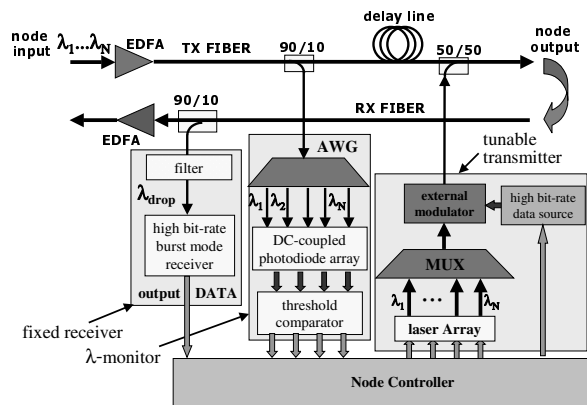 node input
λ1...λN
EDFA
TX FIBER
90/10
delay line
50/50
node output
EDFA
90/10
RX FIBER
tunable transmitter
filter
λdrop
high bit-rate
burst mode
receiver
output DATA
fixed receiver
AWG
λ1 λ2 λN
DC-coupled
photodiode array
threshold
comparator
λ-monitor
external
modulator
high bit-rate
data source
MUX
λ1 ... λN
laser Array
Node Controller